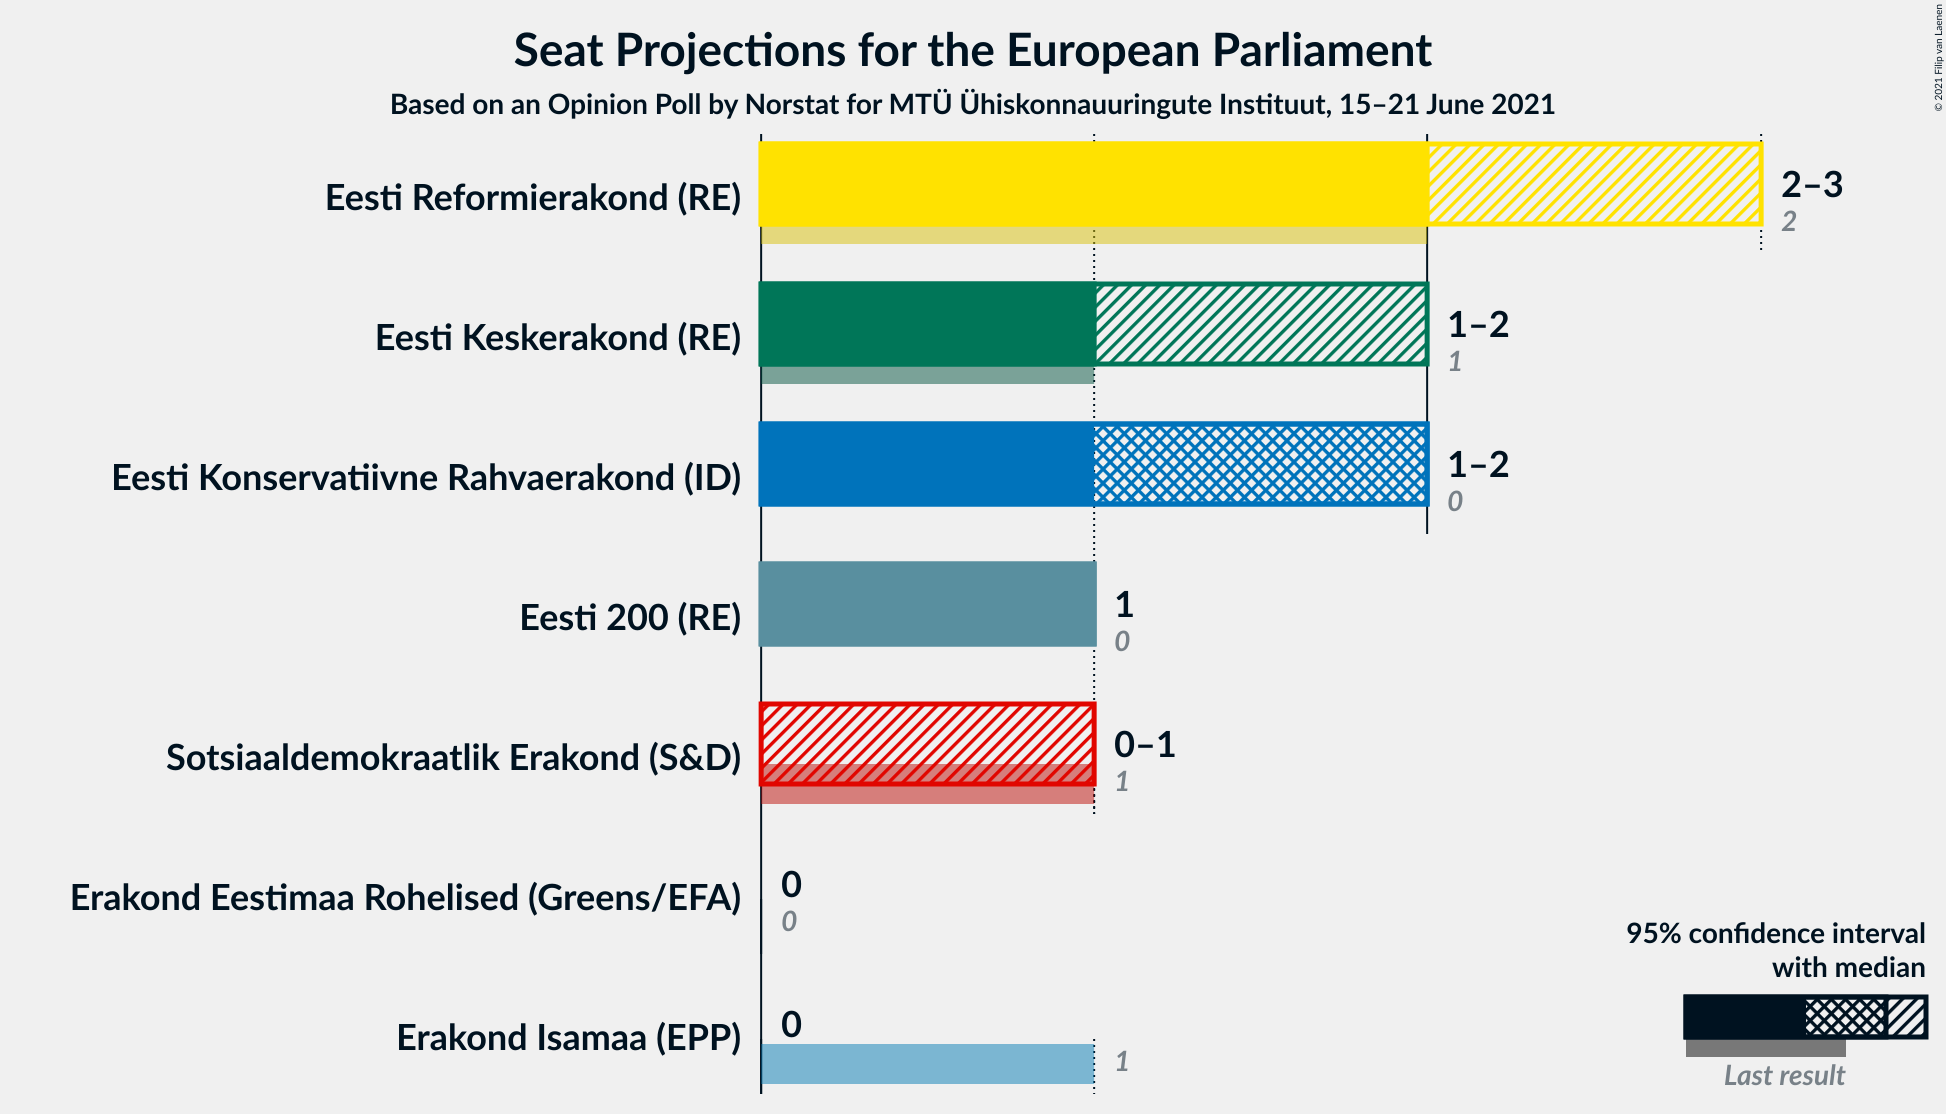 Seat Projections for the European Parliament
Based on an Opinion Poll by Norstat for MTÜ Ühiskonnauuringute Instituut, 15–21 June 2021
© 2021 Filip van Laenen
Eesti Reformierakond (RE)
2–3
2
Eesti Keskerakond (RE)
1–2
1
Eesti Konservatiivne Rahvaerakond (ID)
1–2
0
Eesti 200 (RE)
1
0
Sotsiaaldemokraatlik Erakond (S&D)
0–1
1
Erakond Eestimaa Rohelised (Greens/EFA)
0
0
Erakond Isamaa (EPP)
0
1
95% confidence interval
with median
Last result